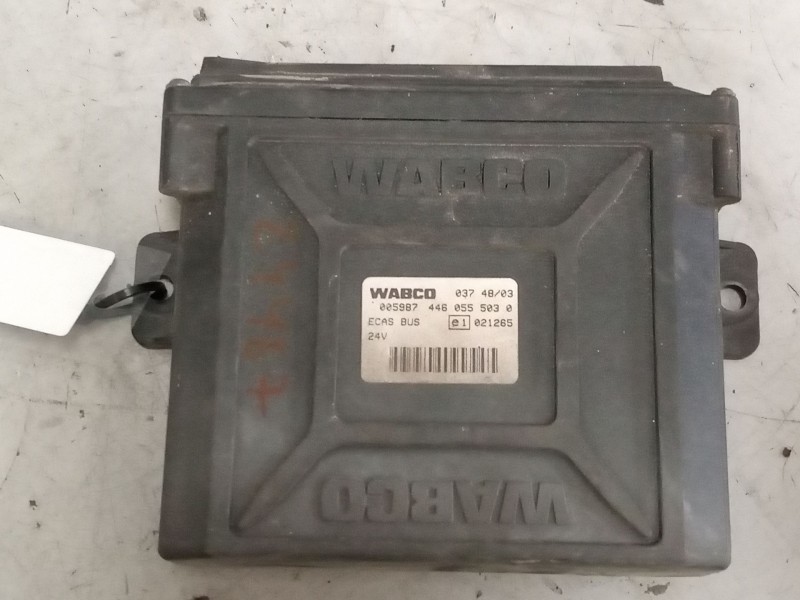 WABCO
WABCO 037 48/03
005987 446 055 503 0
ECAS BUS e1 021265
24V
WABCO